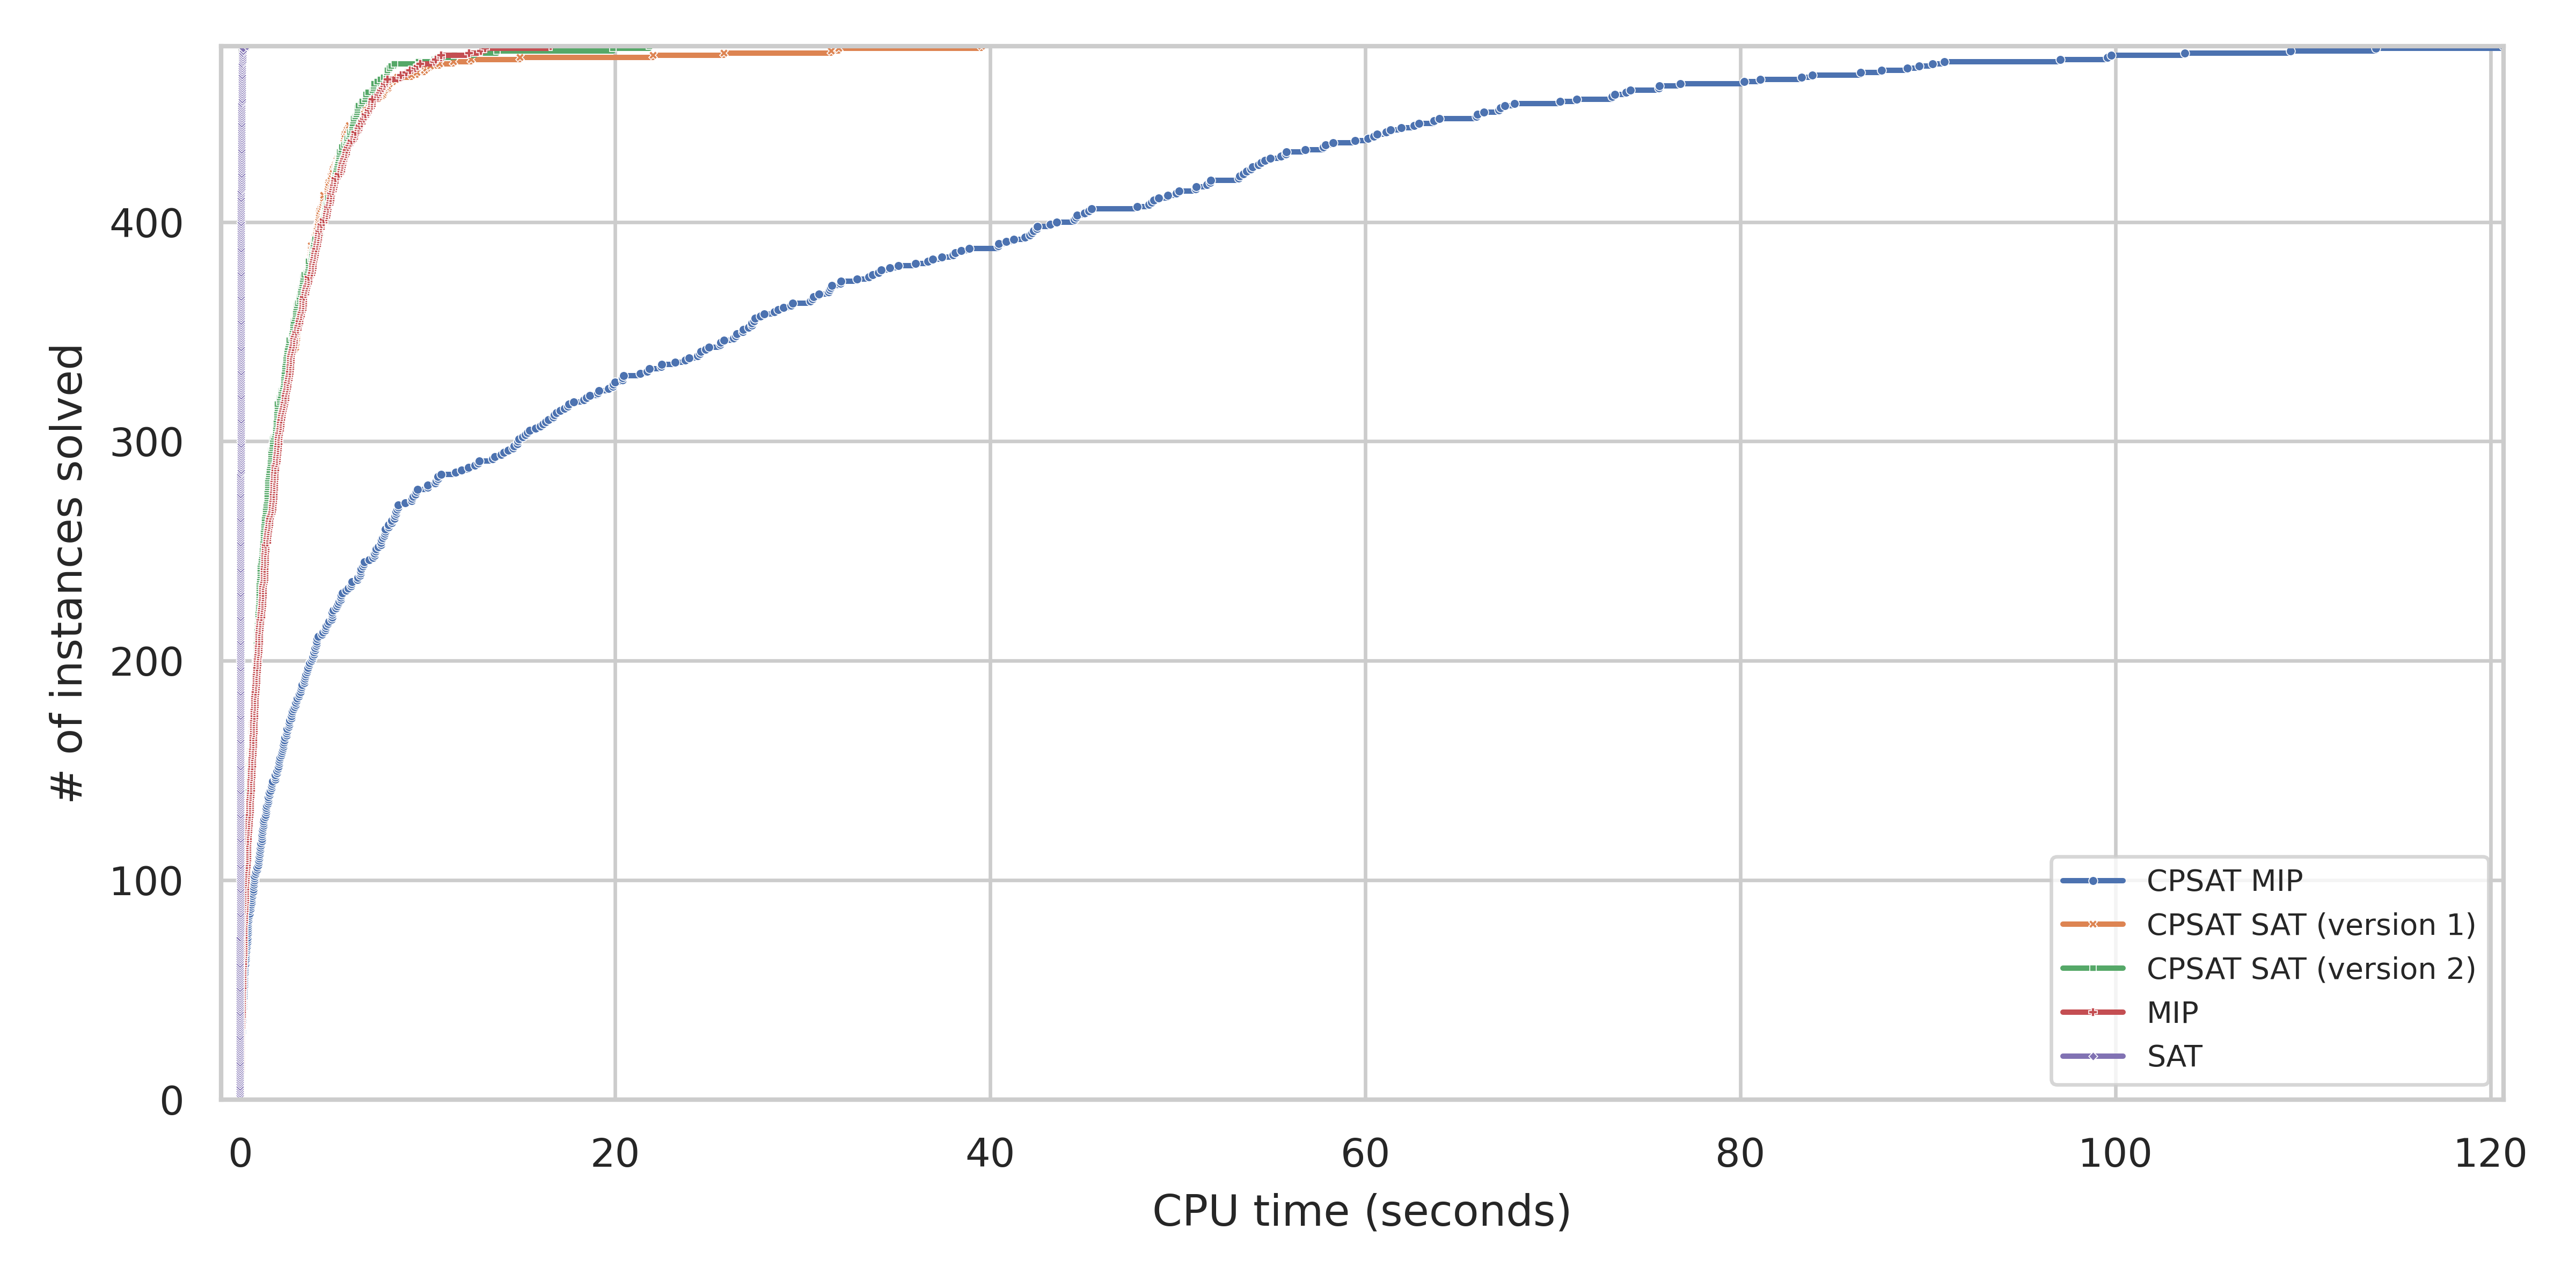 # of instances solved
400
300
200
100
0
0 20 40 60 80 100 120
CPU time (seconds)
CPSAT MIP
CPSAT SAT (version 1)
CPSAT SAT (version 2)
MIP
SAT